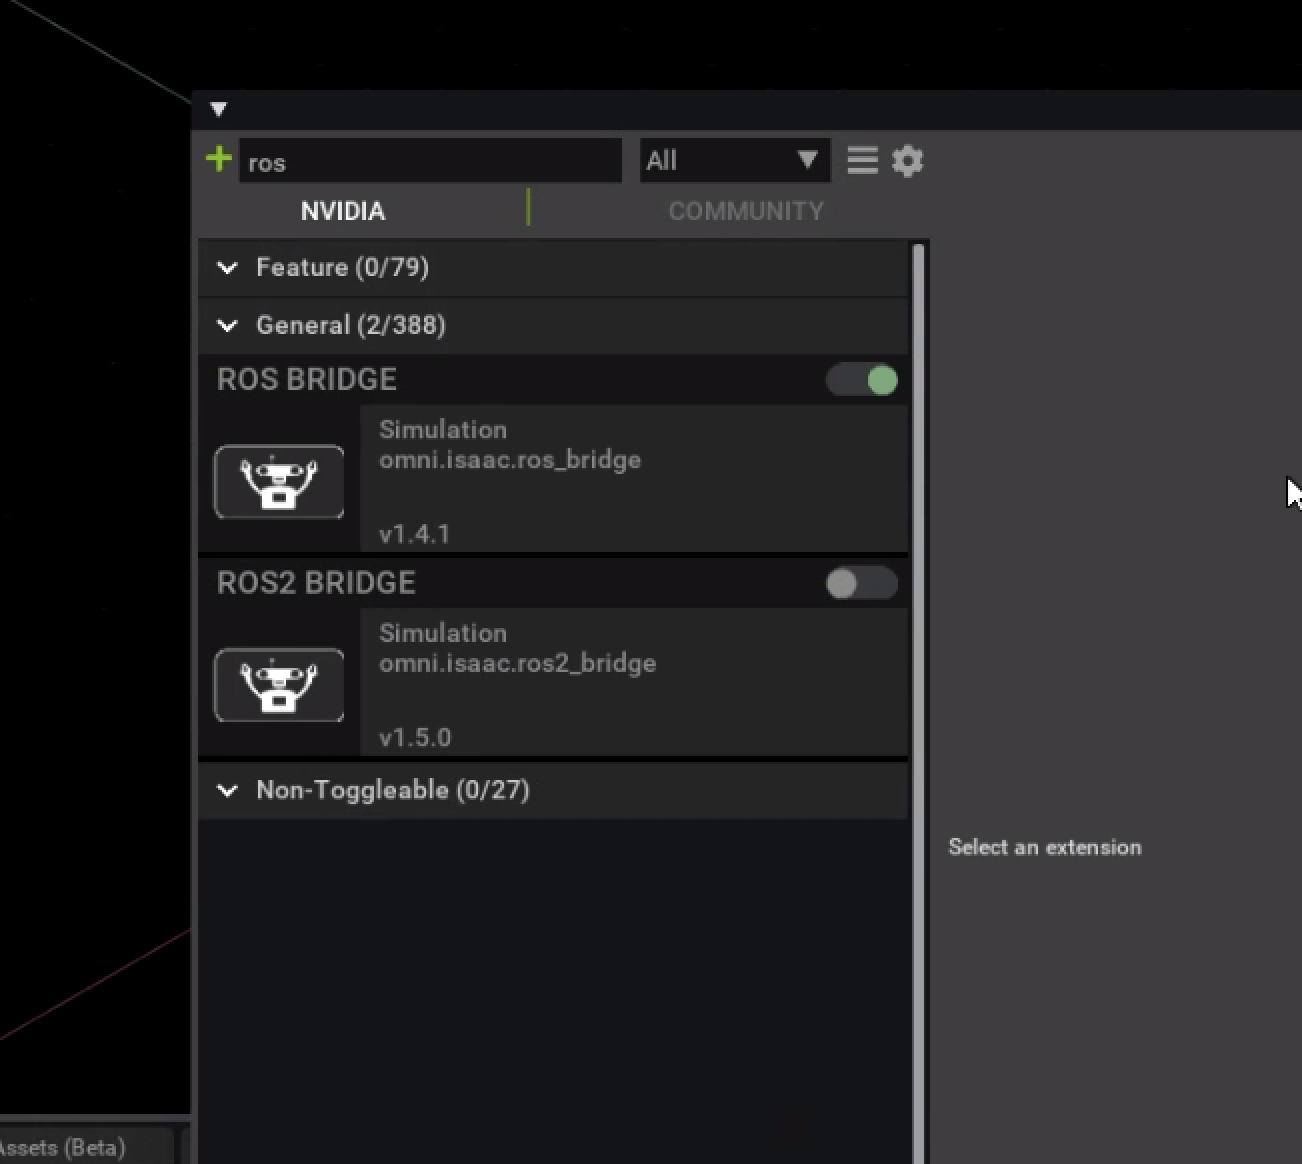 ros
All
NVIDIA
COMMUNITY
Feature (0/79)
General (2/388)
ROS BRIDGE
Simulation
omni.isaac.ros_bridge
v1.4.1
ROS2 BRIDGE
Simulation
omni.isaac.ros2_bridge
v1.5.0
Non-Toggleable (0/27)
Select an extension
Assets (Beta)